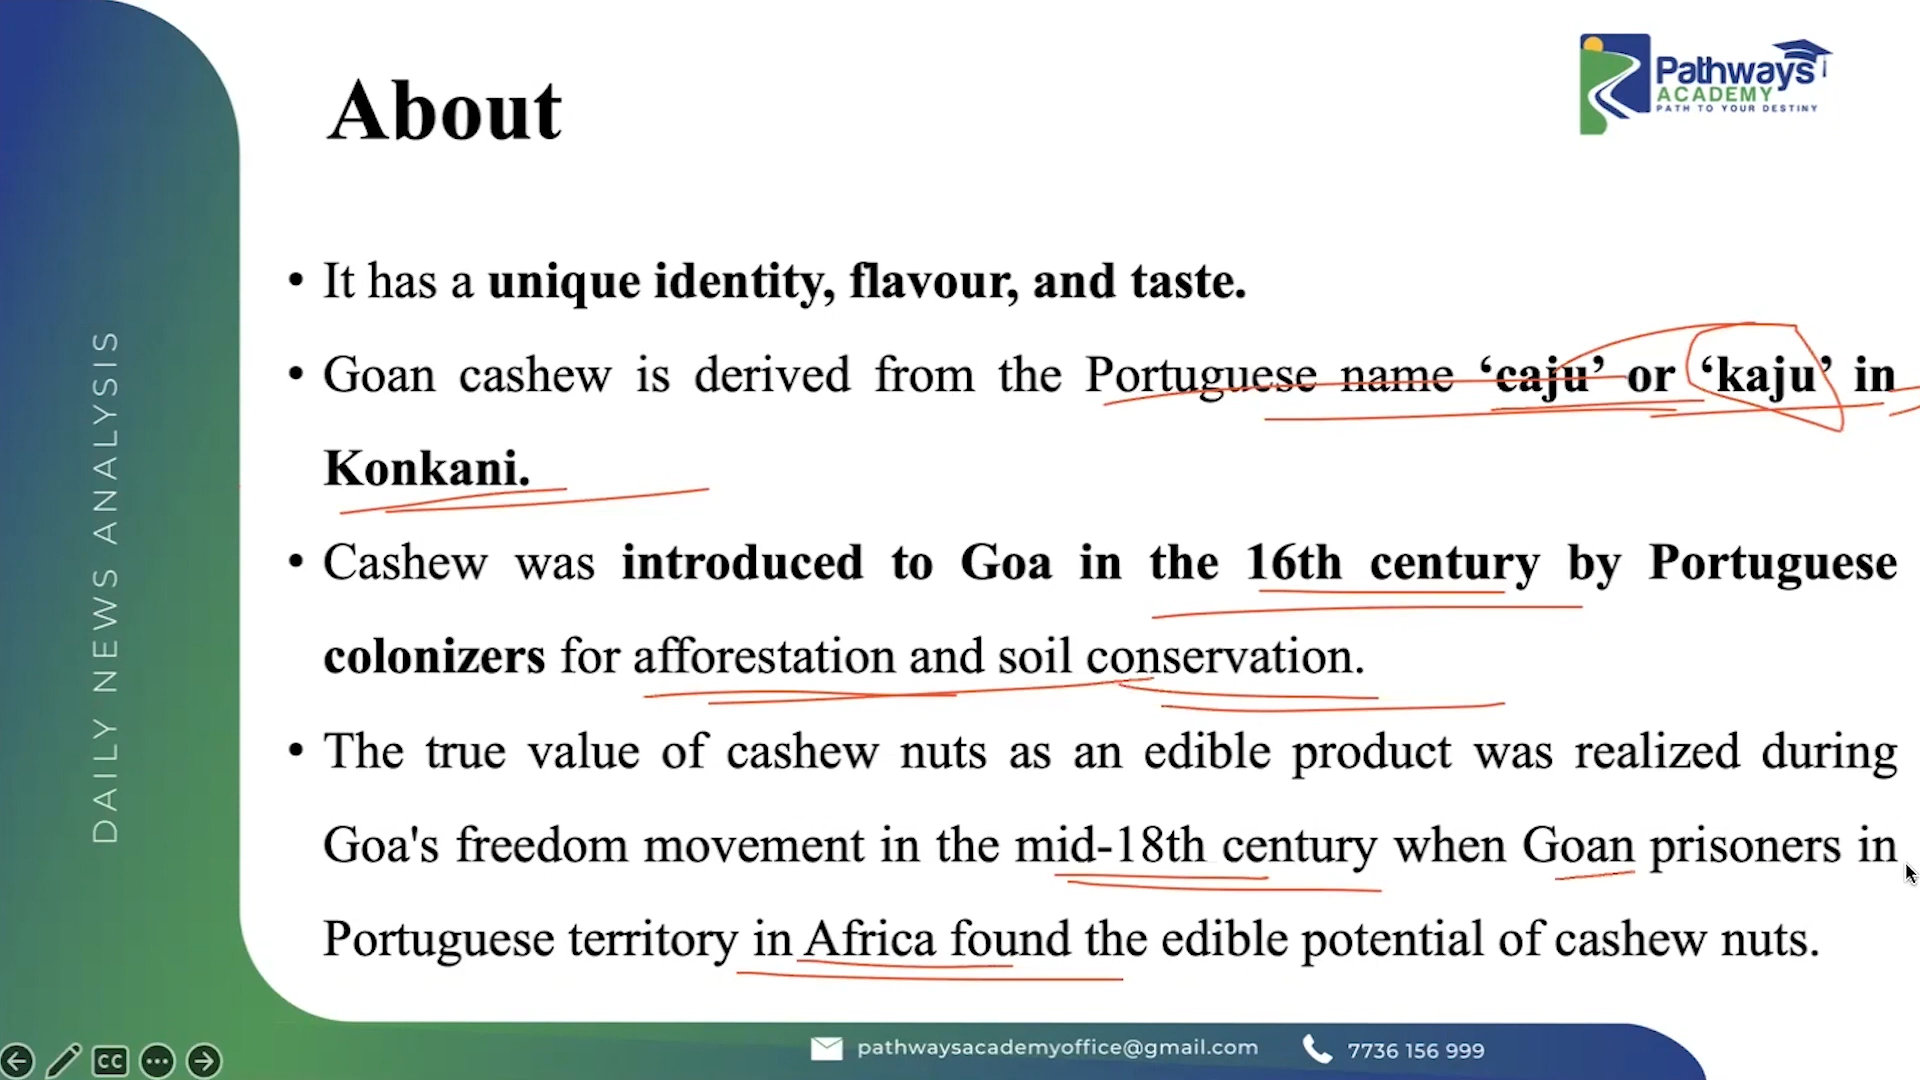 Pathways
ACADEMY
PATH TO YOUR DESTINY
About
• It has a unique identity, flavour, and taste.
• Goan cashew is derived from the Portuguese name ‘caju’ or ‘kaju’ in
Konkani.
• Cashew was introduced to Goa in the 16th century by Portuguese
colonizers for afforestation and soil conservation.
• The true value of cashew nuts as an edible product was realized during
Goa's freedom movement in the mid-18th century when Goan prisoners in
Portuguese territory in Africa found the edible potential of cashew nuts.
DAILY NEWS ANALYSIS
CC
pathwaysacademyoffice@gmail.com
7736 156 999